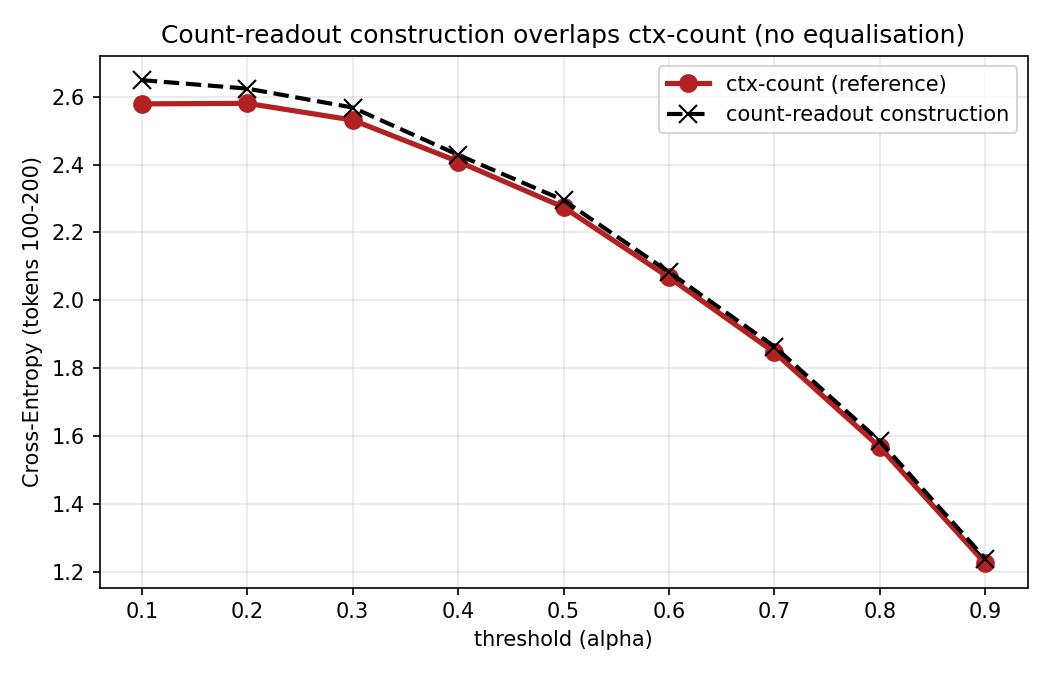 Count-readout construction overlaps ctx-count (no equalisation)
ctx-count (reference)
count-readout construction
Cross-Entropy (tokens 100-200)
2.6
2.4
2.2
2.0
1.8
1.6
1.4
1.2
0.1 0.2 0.3 0.4 0.5 0.6 0.7 0.8 0.9
threshold (alpha)